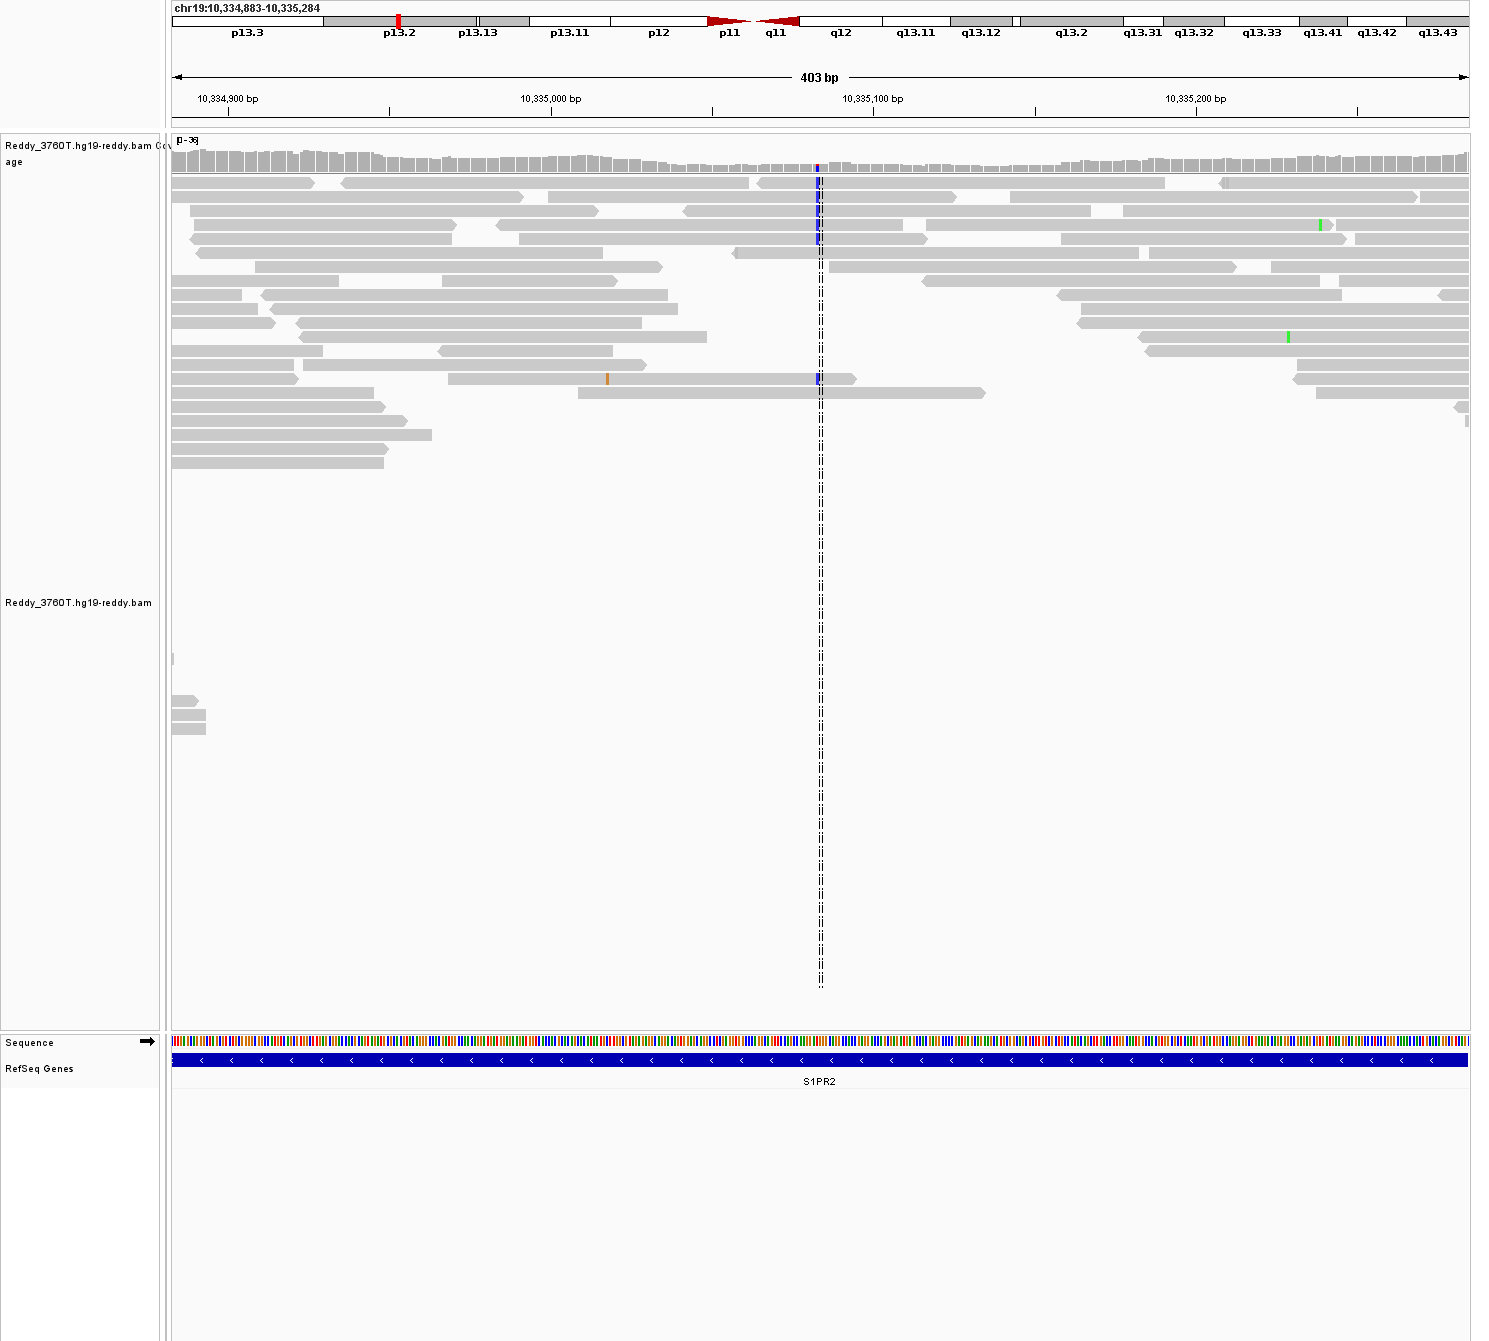 chr19:10,334,883-10,335,284
p13.3 p13.2 p13.13 p13.11 p12 p11 q11 q12 q13.11 q13.12 q13.2 q13.31 q13.32 q13.33 q13.41 q13.42 q13.43
403 bp
10,334,900 bp 10,335,000 bp 10,335,100 bp 10,335,200 bp
[0-36]
Reddy_3760T.hg19-reddy.bam Cov
age
Reddy_3760T.hg19-reddy.bam
Sequence
RefSeq Genes
S1PR2